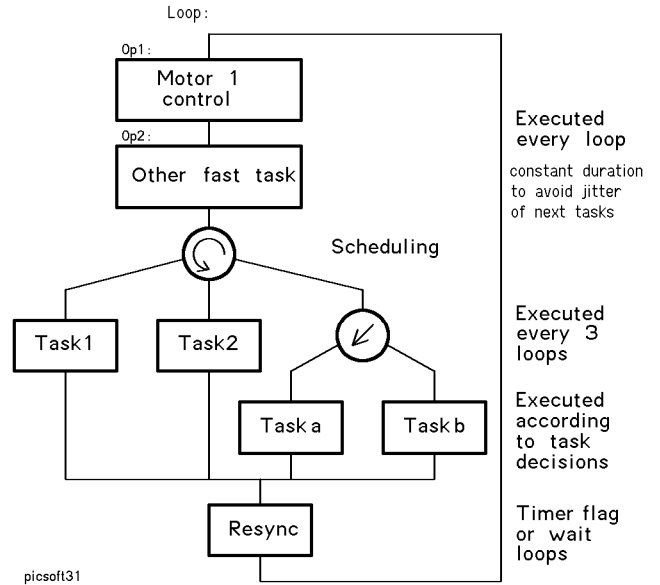 Loop:
Op1:
Motor 1
control
Op2:
Other fast task
Executed
every loop
constant duration
to avoid jitter
of next tasks
Scheduling
Task1
Task2
Executed
every 3
loops
Task a
Task b
Executed
according
to task
decisions
Resync
Timer flag
or wait
loops
picsoft31